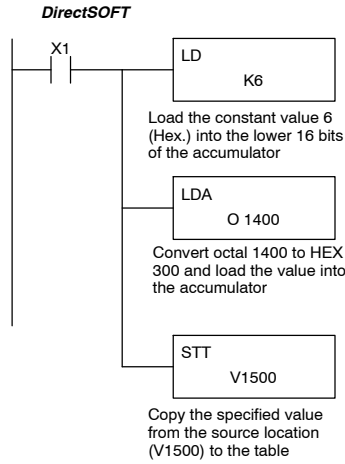 DirectSOFT
X1
LD
K6
Load the constant value 6
(Hex.) into the lower 16 bits
of the accumulator
LDA
O 1400
Convert octal 1400 to HEX
300 and load the value into
the accumulator
STT
V1500
Copy the specified value
from the source location
(V1500) to the table